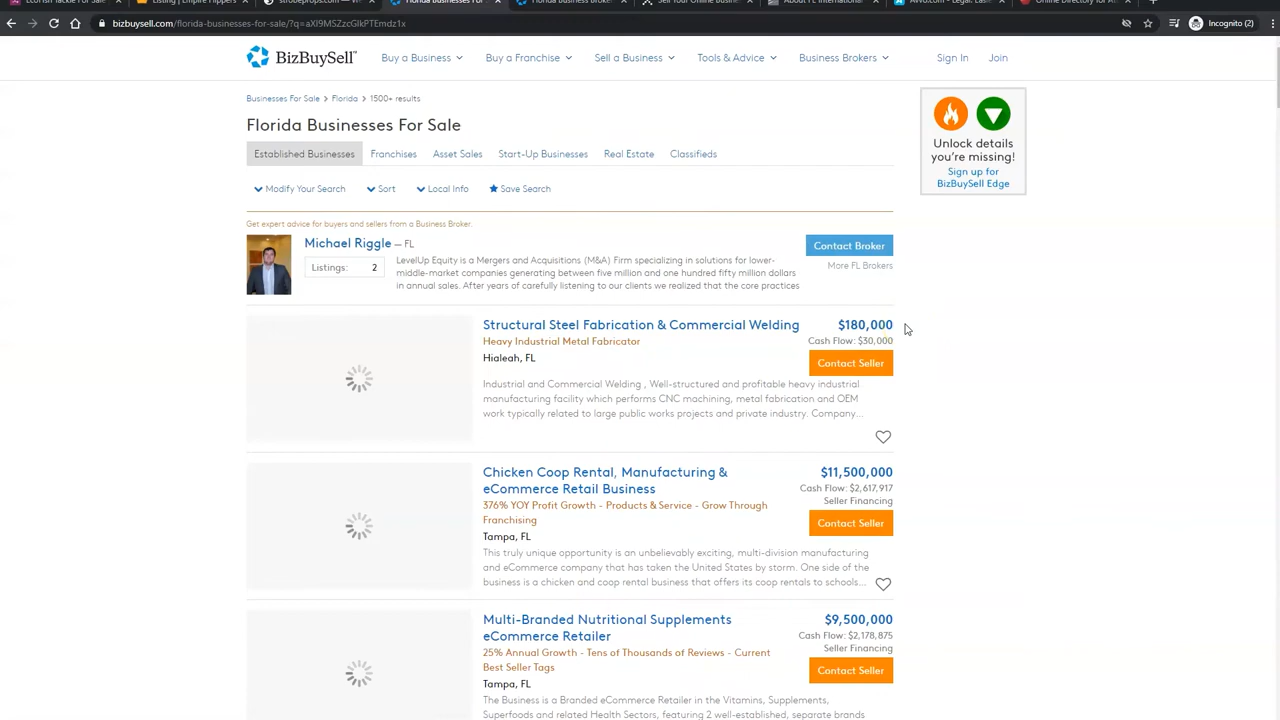 Listing | Empire Flippers
bizbuysell.com/florida-businesses-for-sale/?q=aXI9MSZzcGlkPTEmdz1x
Incognito (2)
BizBuySell
Buy a Business
Buy a Franchise
Sell a Business
Tools & Advice
Business Brokers
Sign In
Join
Businesses For Sale > Florida > 1500+ results
Florida Businesses For Sale
Established Businesses
Franchises
Asset Sales
Start-Up Businesses
Real Estate
Classifieds
Modify Your Search
Sort
Local Info
Save Search
Unlock details
you're missing!
Sign up for
BizBuySell Edge
Get expert advice for buyers and sellers from a Business Broker.
Michael Riggle – FL
Listings: 2
LevelUp Equity is a Mergers and Acquisitions (M&A) Firm specializing in solutions for lower-
middle-market companies generating between five million and one hundred fifty million dollars
in annual sales. After years of carefully listening to our clients we realized that the core practices
Contact Broker
More FL Brokers
Structural Steel Fabrication & Commercial Welding
Heavy Industrial Metal Fabricator
Hialeah, FL
Industrial and Commercial Welding , Well-structured and profitable heavy industrial
manufacturing facility which performs CNC machining, metal fabrication and OEM
work typically related to large public works projects and private industry. Company...
$180,000
Cash Flow: $30,000
Contact Seller
Chicken Coop Rental, Manufacturing &
eCommerce Retail Business
376% YOY Profit Growth - Products & Service - Grow Through
Franchising
Tampa, FL
This truly unique opportunity is an unbelievably exciting, multi-division manufacturing
and eCommerce company that has taken the United States by storm. One side of the
business is a chicken and coop rental business that offers its coop rentals to schools...
$11,500,000
Cash Flow: $2,617,917
Seller Financing
Contact Seller
Multi-Branded Nutritional Supplements
eCommerce Retailer
25% Annual Growth - Tens of Thousands of Reviews - Current
Best Seller Tags
Tampa, FL
The Business is a Branded eCommerce Retailer in the Vitamins, Supplements,
Superfoods and related Health Sectors, featuring 2 well-established, separate brands
$9,500,000
Cash Flow: $2,178,875
Seller Financing
Contact Seller